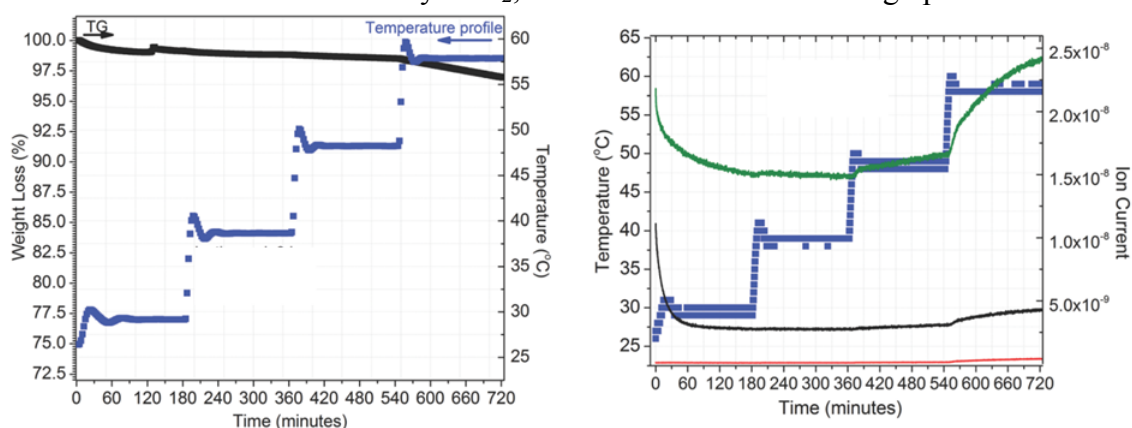 TG
Temperature profile
100.0
97.5
95.0
92.5
90.0
87.5
85.0
82.5
80.0
77.5
75.0
72.5
Weight Loss (%)
60
55
50
45
40
35
30
25
Temperature (°C)
0 60 120 180 240 300 360 420 480 540 600 660 720
Time (minutes)
65
60
55
50
45
40
35
30
25
Temperature (°C)
2.5x10⁻⁸
2.0x10⁻⁸
1.5x10⁻⁸
1.0x10⁻⁸
5.0x10⁻⁹
Ion Current
0 60 120 180 240 300 360 420 480 540 600 660 720
Time (minutes)